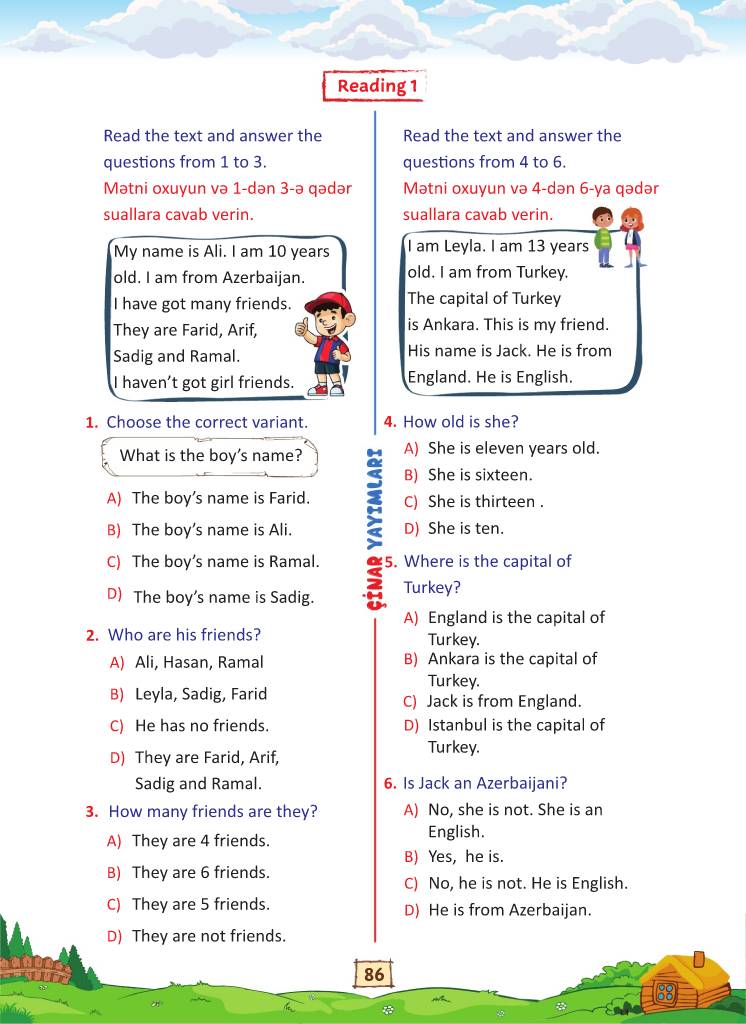 Reading 1
Read the text and answer the
questions from 1 to 3.
Mətni oxuyun və 1-dən 3-ə qədər
suallara cavab verin.
My name is Ali. I am 10 years
old. I am from Azerbaijan.
I have got many friends.
They are Farid, Arif,
Sadig and Ramal.
I haven’t got girl friends.
1. Choose the correct variant.
What is the boy’s name?
A) The boy’s name is Farid.
B) The boy’s name is Ali.
C) The boy’s name is Ramal.
D) The boy’s name is Sadig.
2. Who are his friends?
A) Ali, Hasan, Ramal
B) Leyla, Sadig, Farid
C) He has no friends.
D) They are Farid, Arif,
Sadig and Ramal.
3. How many friends are they?
A) They are 4 friends.
B) They are 6 friends.
C) They are 5 friends.
D) They are not friends.
ÇİNAR YAYIMLARI
Read the text and answer the
questions from 4 to 6.
Mətni oxuyun və 4-dən 6-ya qədər
suallara cavab verin.
I am Leyla. I am 13 years
old. I am from Turkey.
The capital of Turkey
is Ankara. This is my friend.
His name is Jack. He is from
England. He is English.
4. How old is she?
A) She is eleven years old.
B) She is sixteen.
C) She is thirteen .
D) She is ten.
5. Where is the capital of
Turkey?
A) England is the capital of
Turkey.
B) Ankara is the capital of
Turkey.
C) Jack is from England.
D) Istanbul is the capital of
Turkey.
6. Is Jack an Azerbaijani?
A) No, she is not. She is an
English.
B) Yes, he is.
C) No, he is not. He is English.
D) He is from Azerbaijan.
86